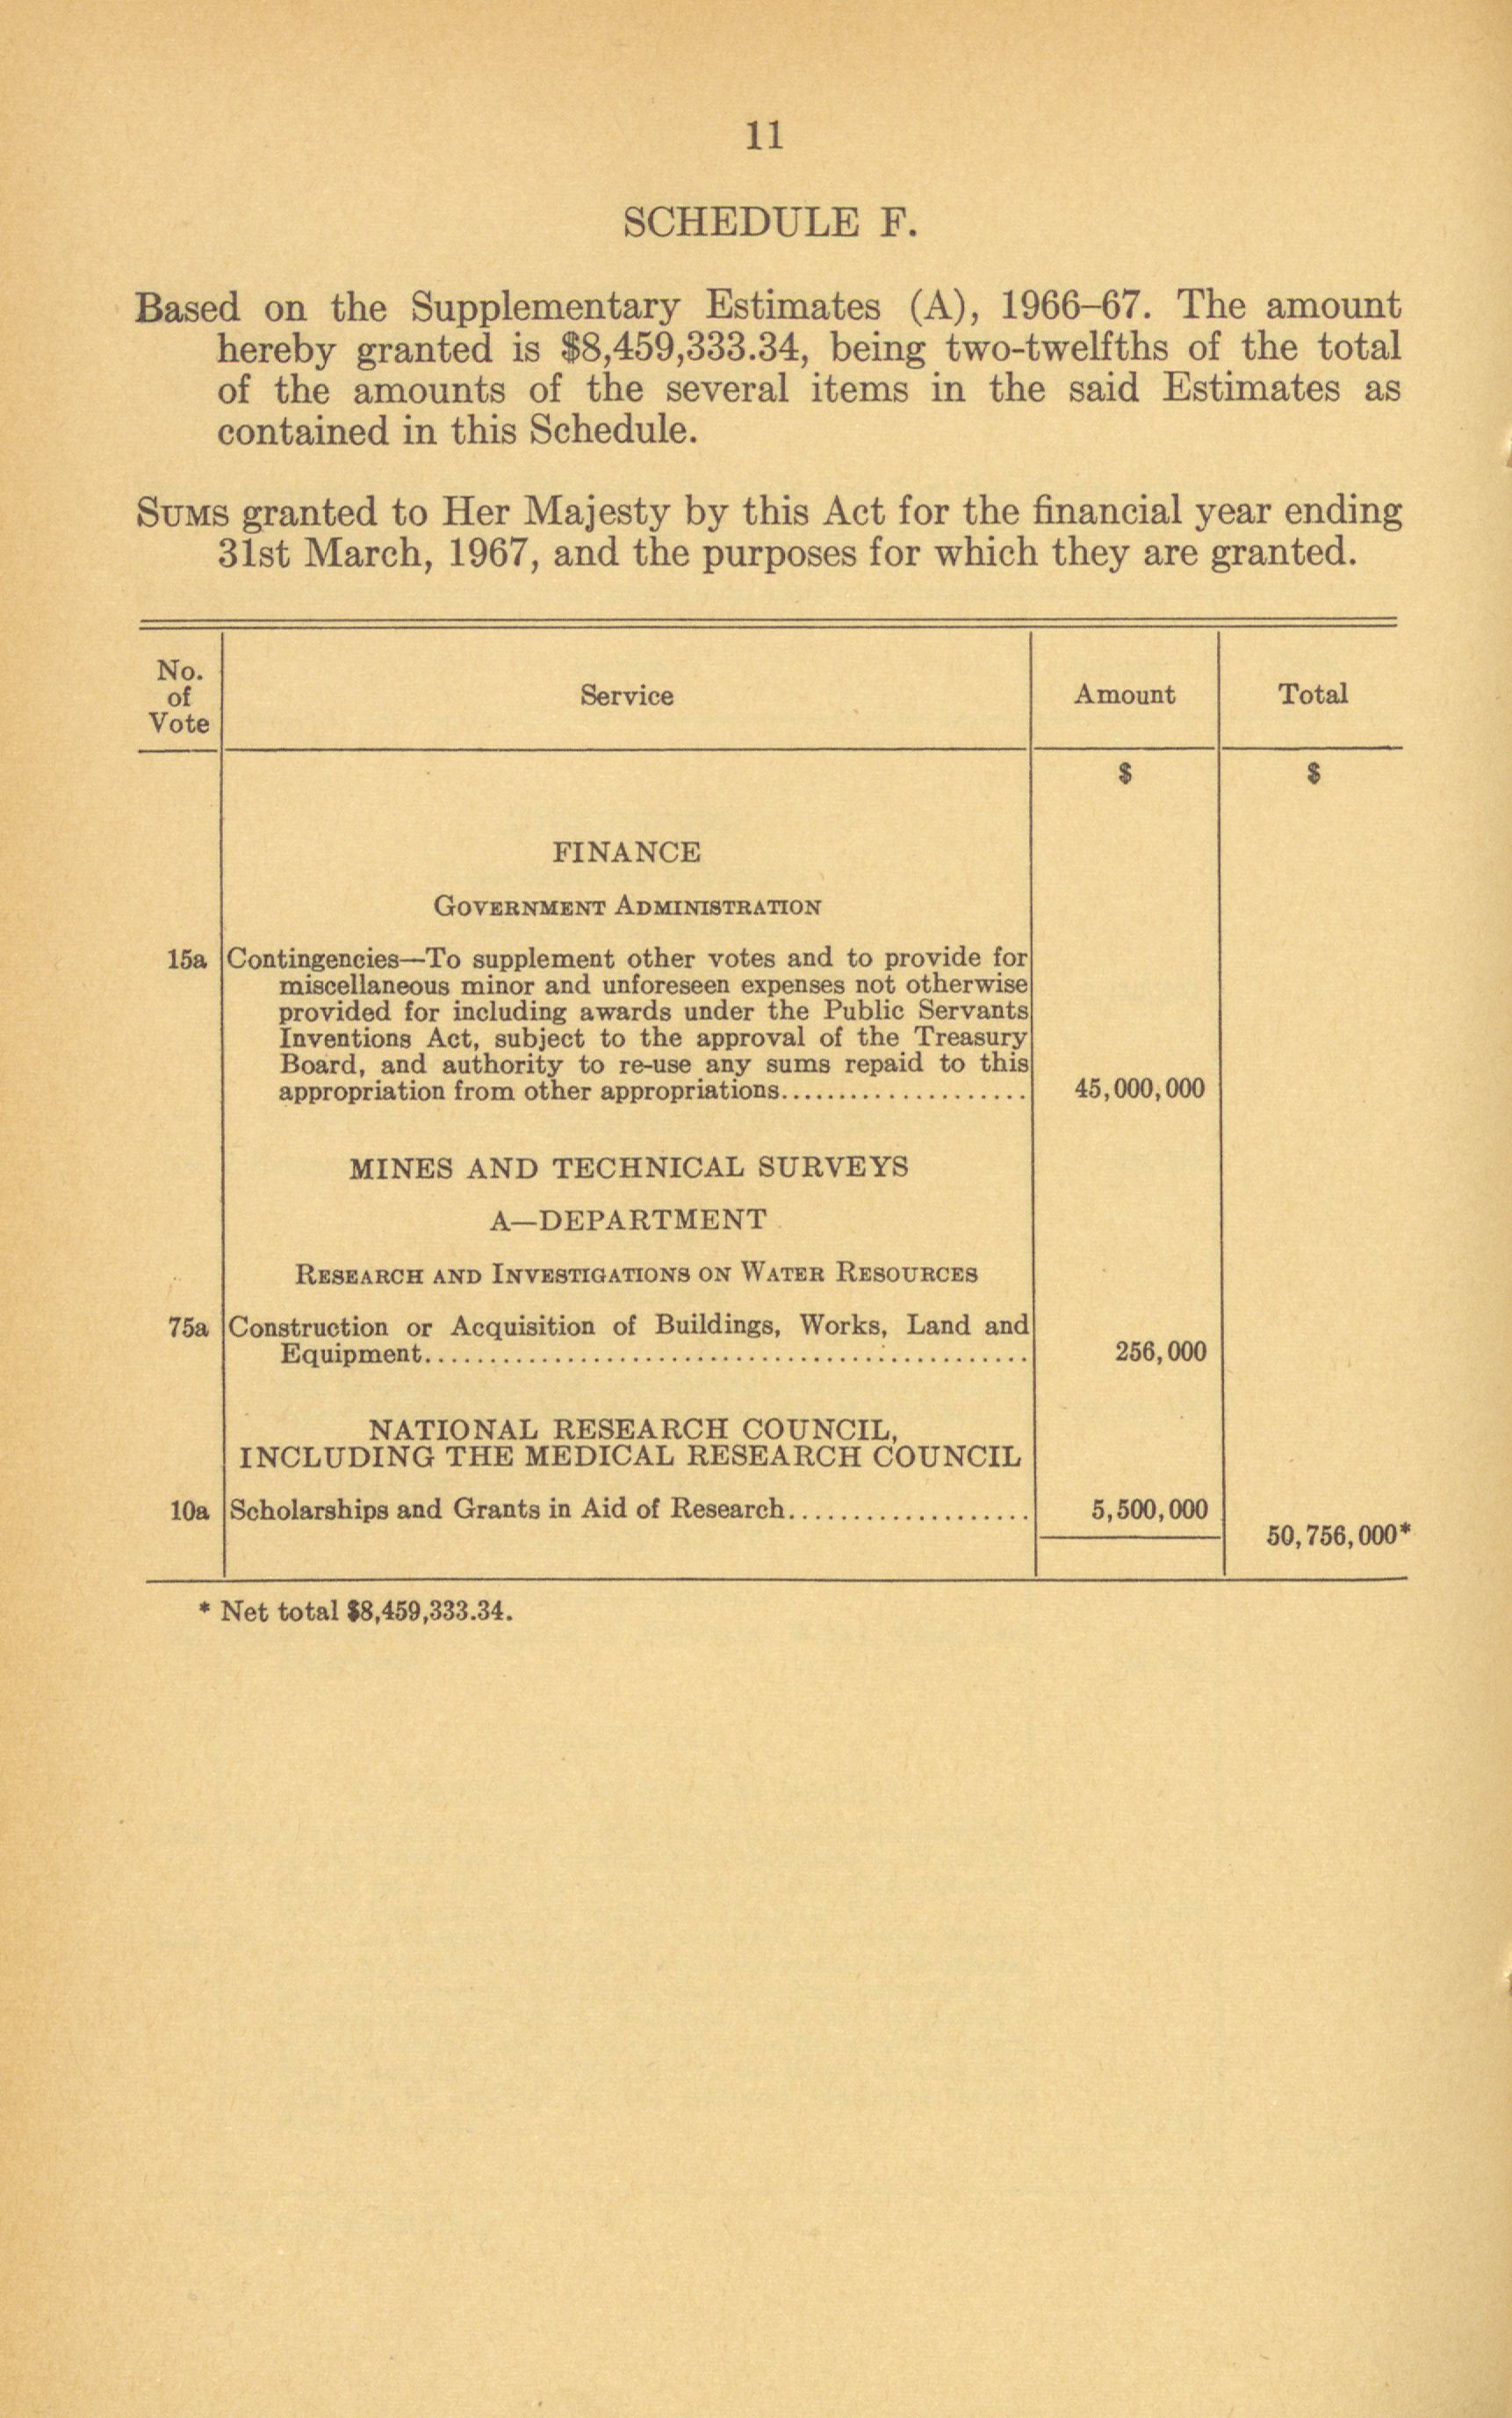 11
SCHEDULE F.
Based on the Supplementary Estimates (A), 1966–67. The amount
hereby granted is $8,459,333.34, being two-twelfths of the total
of the amounts of the several items in the said Estimates as
contained in this Schedule.
SUMS granted to Her Majesty by this Act for the financial year ending
31st March, 1967, and the purposes for which they are granted.
No.
of
Vote
Service
Amount
Total
$
$
FINANCE
GOVERNMENT ADMINISTRATION
15a Contingencies—To supplement other votes and to provide for
miscellaneous minor and unforeseen expenses not otherwise
provided for including awards under the Public Servants
Inventions Act, subject to the approval of the Treasury
Board, and authority to re-use any sums repaid to this
appropriation from other appropriations.................... 45,000,000
MINES AND TECHNICAL SURVEYS
A—DEPARTMENT
RESEARCH AND INVESTIGATIONS ON WATER RESOURCES
75a Construction or Acquisition of Buildings, Works, Land and
Equipment............................................... 256,000
NATIONAL RESEARCH COUNCIL,
INCLUDING THE MEDICAL RESEARCH COUNCIL
10a Scholarships and Grants in Aid of Research................... 5,500,000
50,756,000*
* Net total $8,459,333.34.